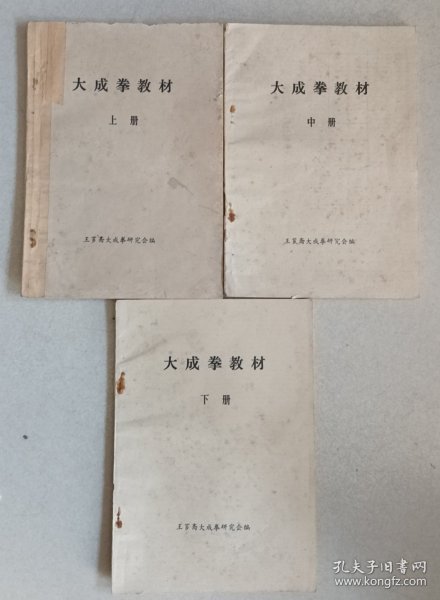 大成拳教材
上册
王芗斋大成拳研究会编
大成拳教材
中册
王芗斋大成拳研究会编
大成拳教材
下册
王芗斋大成拳研究会编
孔夫子旧书网
book.kongfz.com